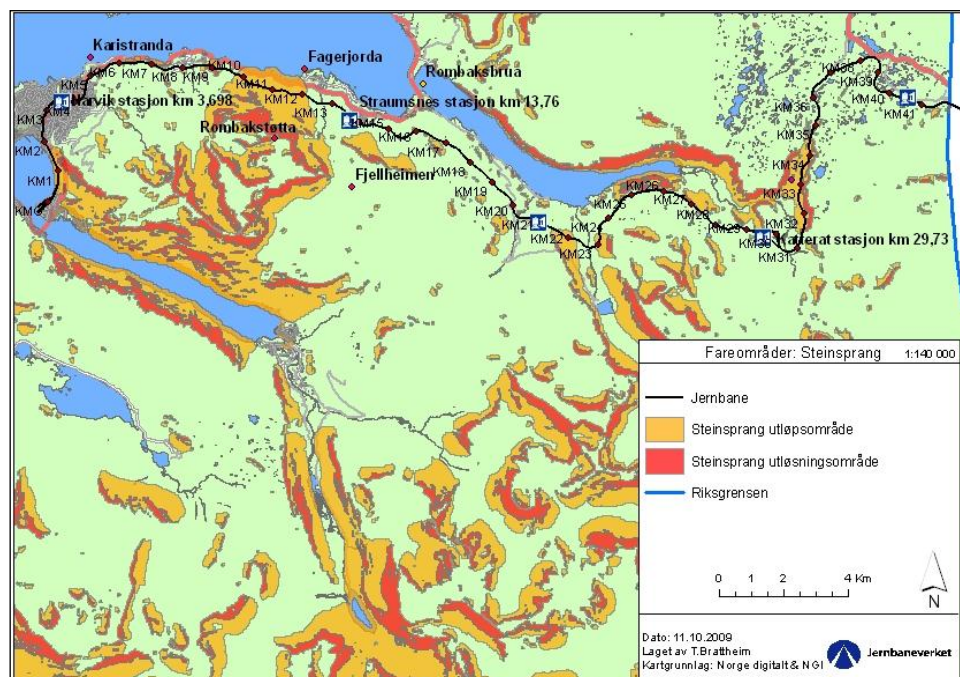 Karistranda
KM5
KM6
KM7
KM8
KM9
KM10
KM11
KM12
KM13
Fagerjorda
Rombaksbrua
KM3
KM4
Narvik stasjon km 3,698
Straumsnes stasjon km 13,76
KM15
KM16
KM17
KM18
KM19
KM20
KM21
KM22
KM23
KM24
KM25
KM26
KM27
KM28
KM29
KM30
KM31
KM32
KM33
KM34
KM35
KM36
KM38
KM39
KM40
KM41
Rombakstøtta
KM2
KM1
Fjellheimen
Katterat stasjon km 29,73
Fareområder: Steinsprang 1:140 000
Jernbane
Steinsprang utløpsområde
Steinsprang utløsningsområde
Riksgrensen
0 1 2 4 Km
N
Dato: 11.10.2009
Laget av T.Brattheim
Kartgrunnlag: Norge digitalt & NGI
Jernbaneverket